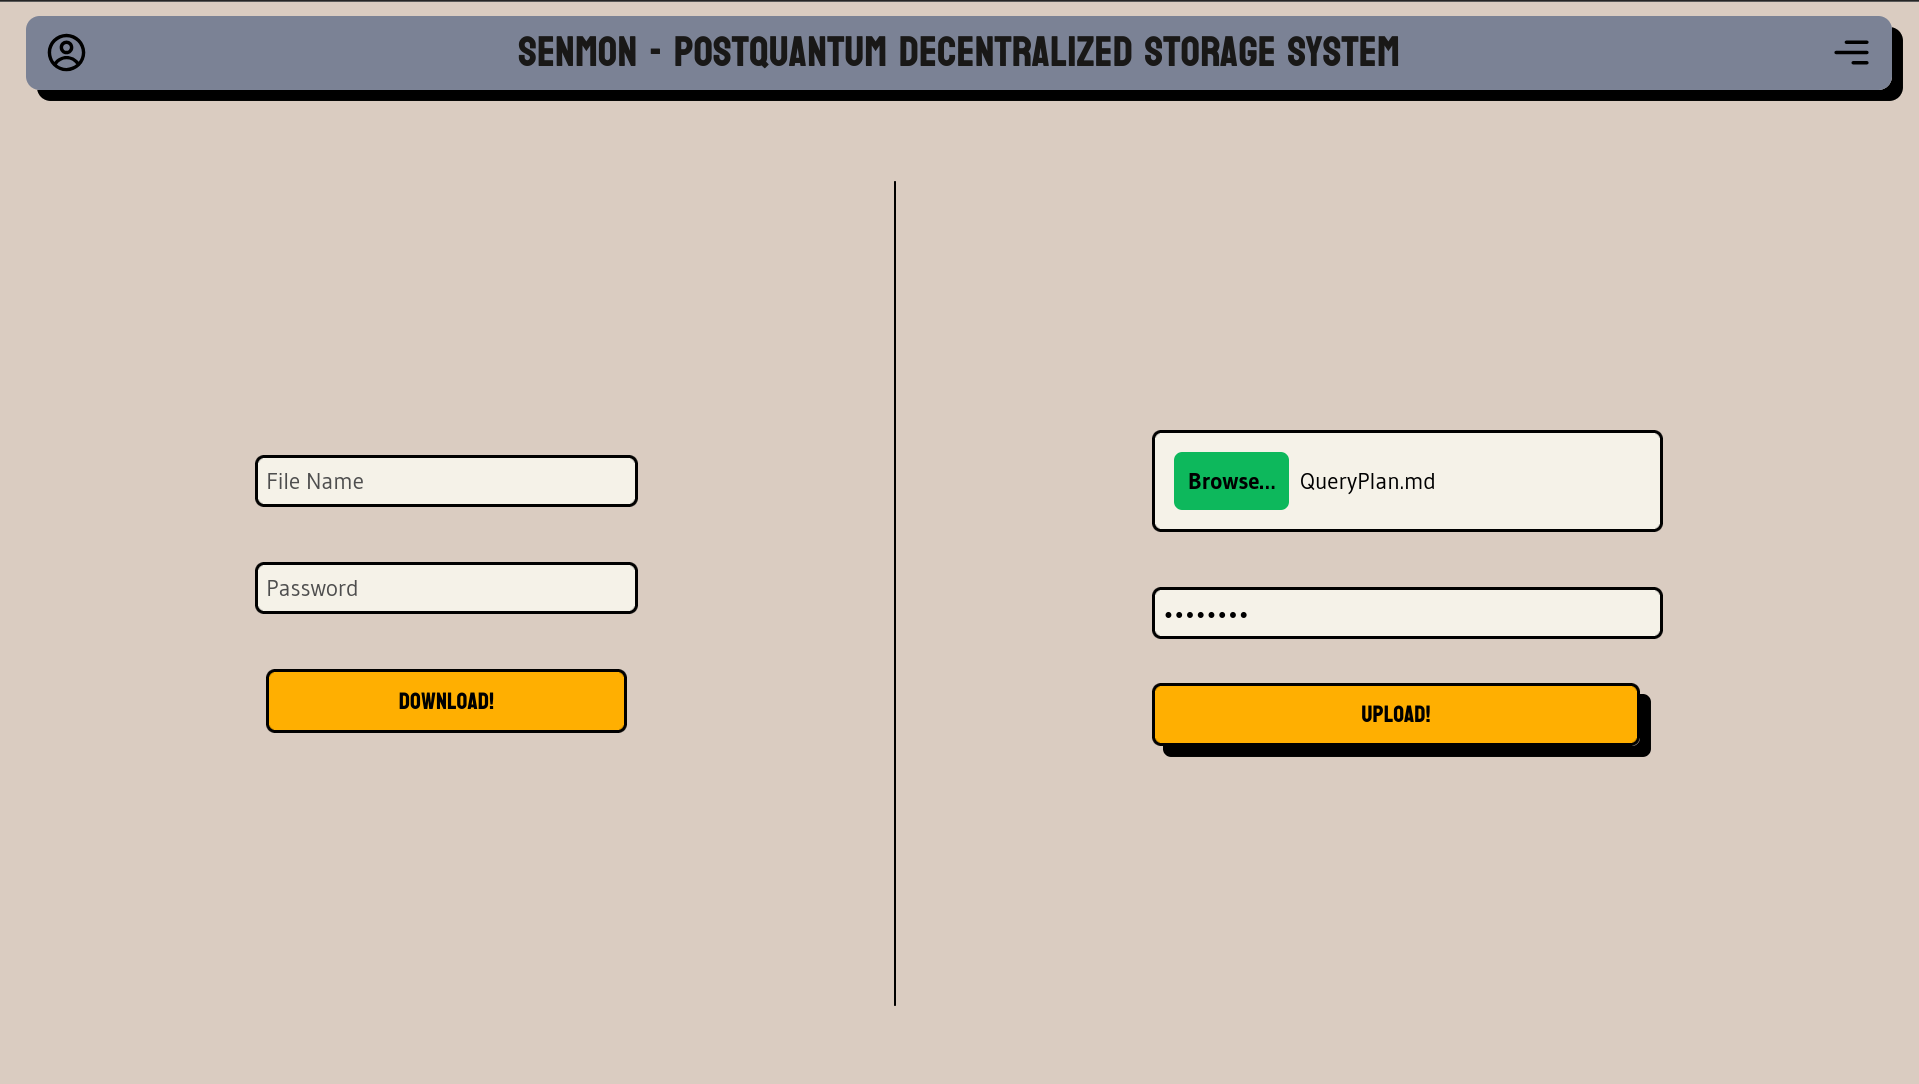 SENMON - POSTQUANTUM DECENTRALIZED STORAGE SYSTEM
File Name
Password
DOWNLOAD!
Browse... QueryPlan.md
••••••••
UPLOAD!